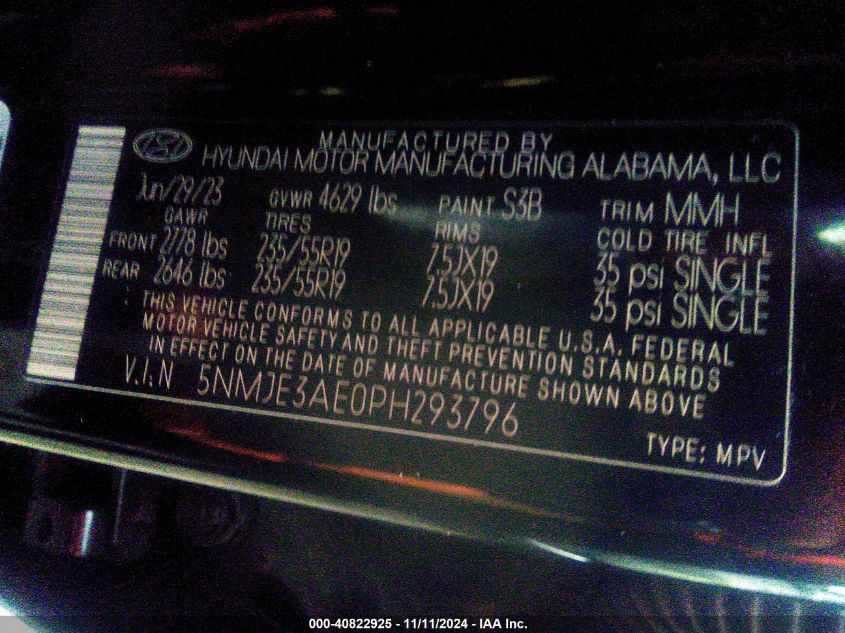 MANUFACTURED BY
HYUNDAI MOTOR MANUFACTURING ALABAMA, LLC
Jun/29/23 GVWR 4629 lbs PAINT S3B TRIM MMH
GAWR TIRES RIMS COLD TIRE INFL
FRONT 2778 lbs 235/55R19 7.5JX19 35 psi SINGLE
REAR 2646 lbs 235/55R19 7.5JX19 35 psi SINGLE
THIS VEHICLE CONFORMS TO ALL APPLICABLE U.S.A. FEDERAL
MOTOR VEHICLE SAFETY AND THEFT PREVENTION STANDARDS
IN EFFECT ON THE DATE OF MANUFACTURE SHOWN ABOVE
V.I.N 5NMJE3AE0PH293796
TYPE: MPV
000-40822925 - 11/11/2024 - IAA Inc.